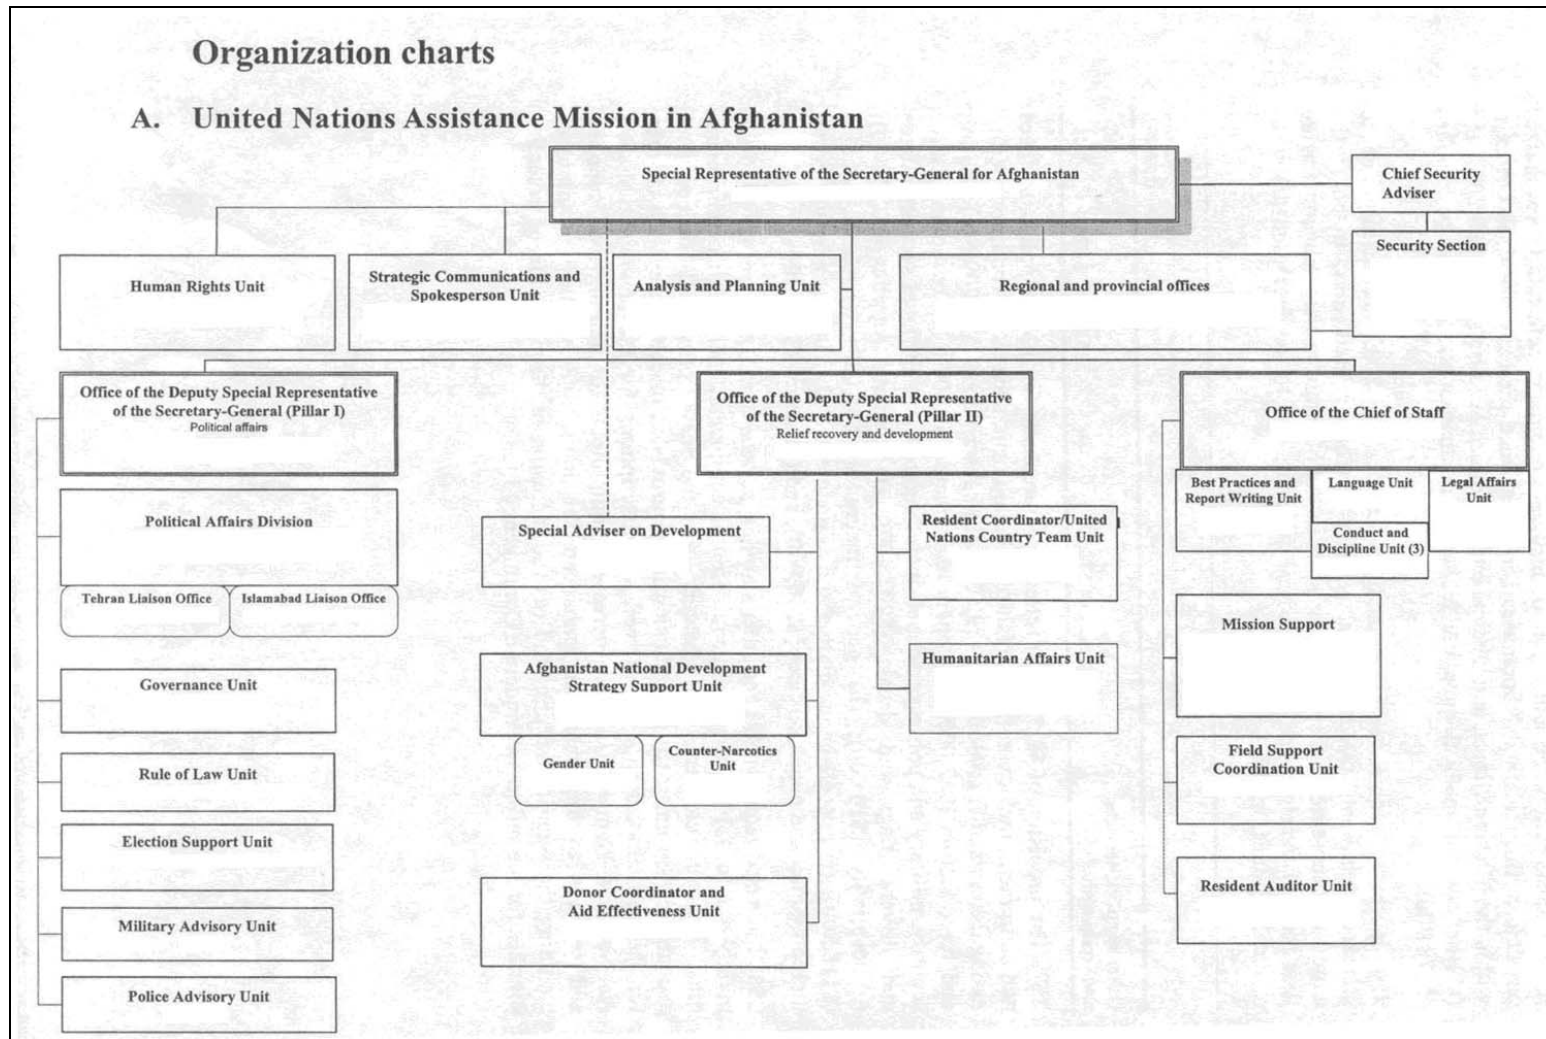 Organization charts
A. United Nations Assistance Mission in Afghanistan
Special Representative of the Secretary-General for Afghanistan
Chief Security
Adviser
Security Section
Human Rights Unit
Strategic Communications and
Spokesperson Unit
Analysis and Planning Unit
Regional and provincial offices
Office of the Deputy Special Representative
of the Secretary-General (Pillar I)
Political affairs
Office of the Deputy Special Representative
of the Secretary-General (Pillar II)
Relief recovery and development
Office of the Chief of Staff
Best Practices and
Report Writing Unit
Language Unit
Legal Affairs
Unit
Conduct and
Discipline Unit (3)
Political Affairs Division
Tehran Liaison Office
Islamabad Liaison Office
Governance Unit
Rule of Law Unit
Election Support Unit
Military Advisory Unit
Police Advisory Unit
Special Adviser on Development
Afghanistan National Development
Strategy Support Unit
Gender Unit
Counter-Narcotics
Unit
Donor Coordinator and
Aid Effectiveness Unit
Resident Coordinator/United
Nations Country Team Unit
Humanitarian Affairs Unit
Mission Support
Field Support
Coordination Unit
Resident Auditor Unit